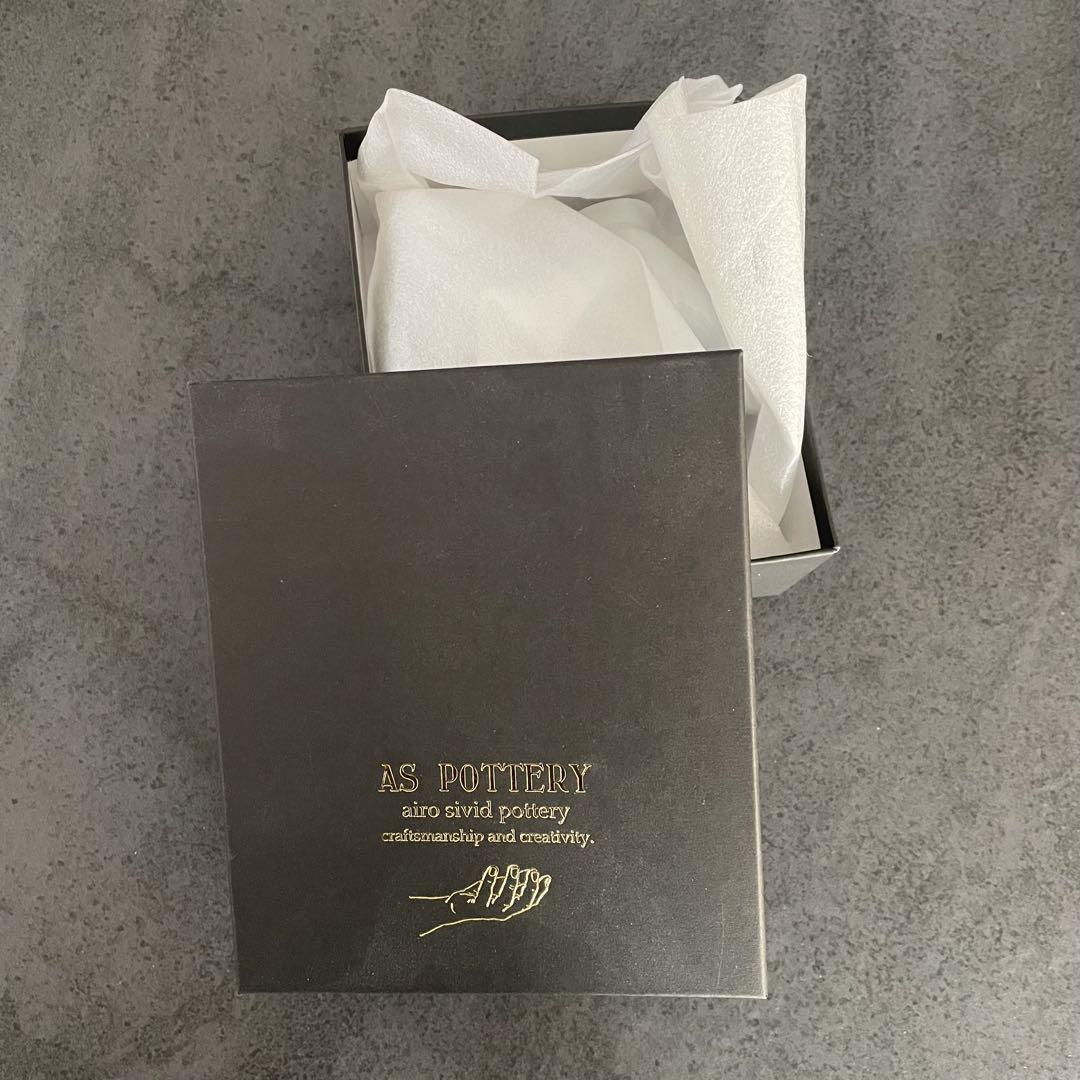 AS POTTERY
airo sivid pottery
craftsmanship and creativity.